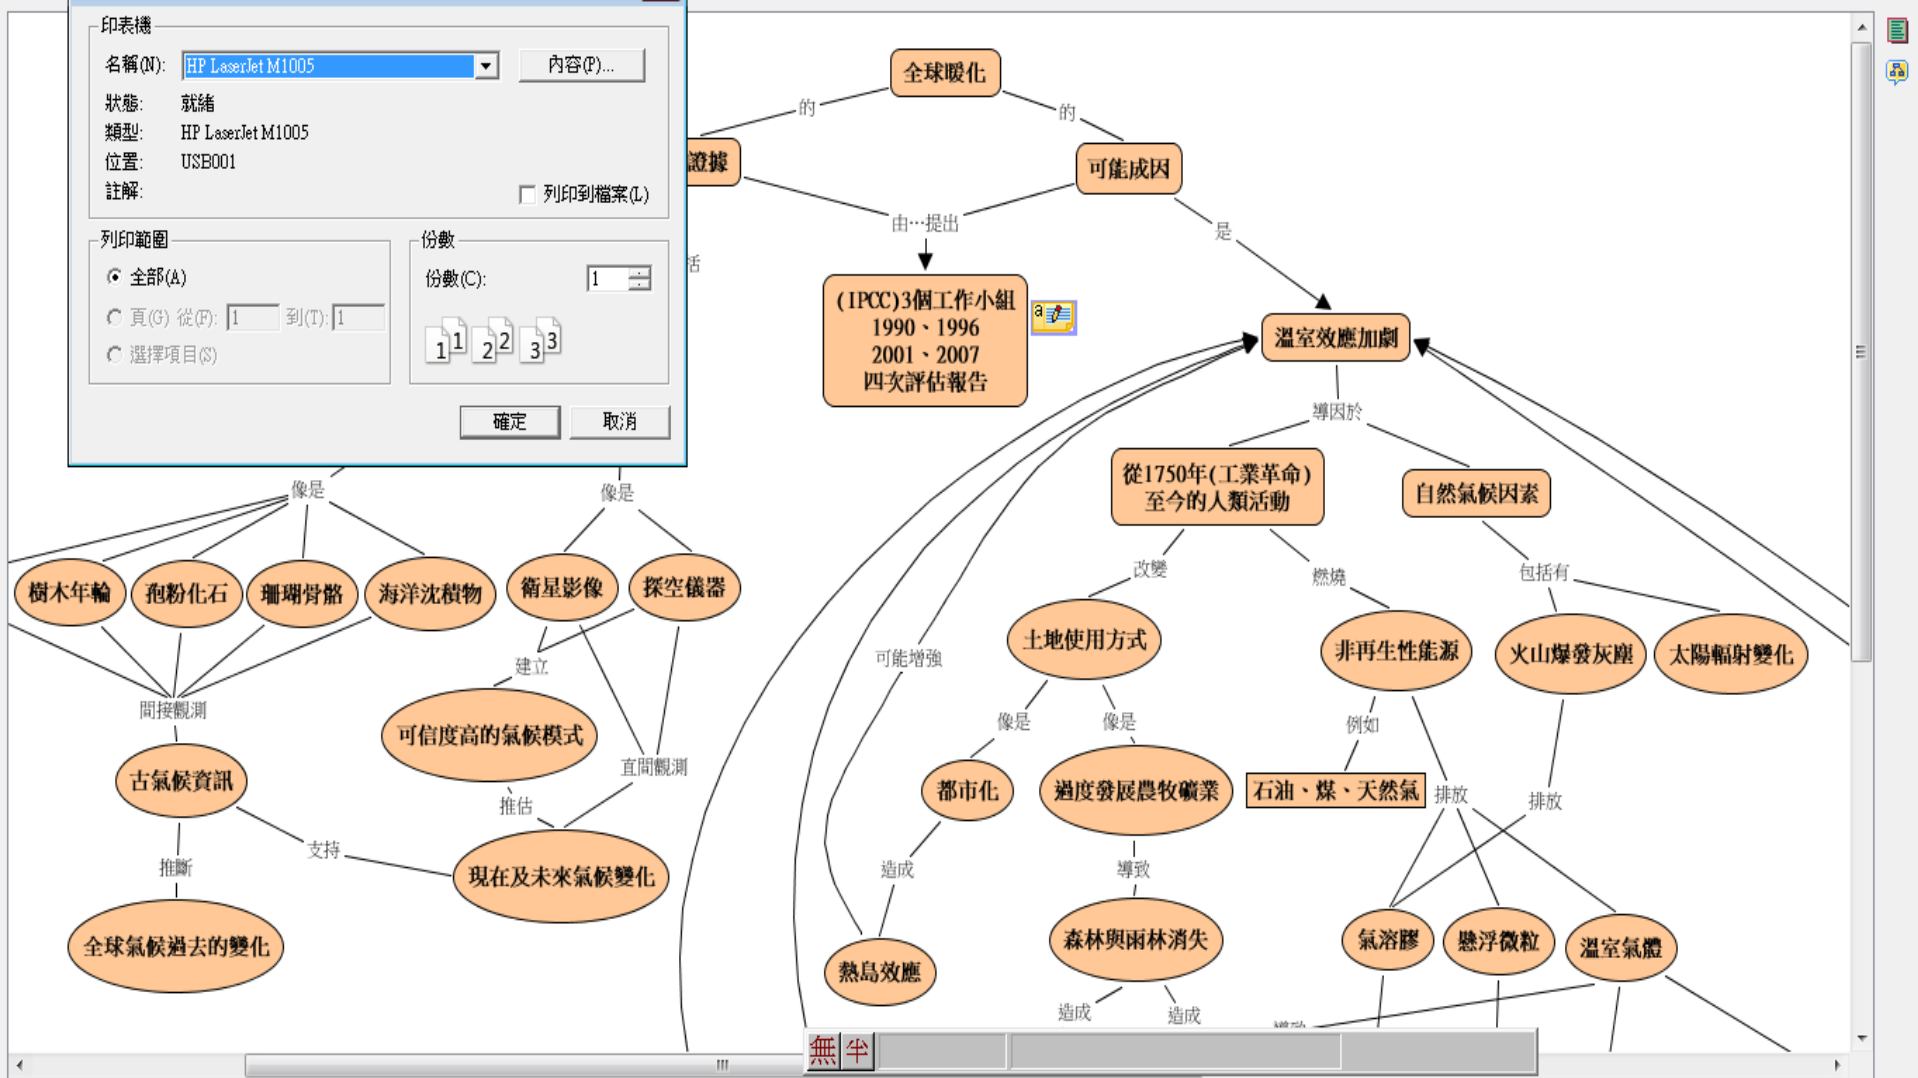 印表機
名稱(N):
HP LaserJet M1005
內容(P)...
狀態:
就緒
類型:
HP LaserJet M1005
位置:
USB001
註解:
列印到檔案(L)
列印範圍
全部(A)
頁(G) 從(F): 1 到(T): 1
選擇項目(S)
份數
份數(C):
1
1 1 2 2 3 3
確定
取消
全球暖化
的
的
證據
可能成因
由…提出
是
括
(IPCC)3個工作小組
1990、1996
2001、2007
四次評估報告
a
溫室效應加劇
導因於
從1750年(工業革命)
至今的人類活動
自然氣候因素
像是
像是
樹木年輪
孢粉化石
珊瑚骨骼
海洋沈積物
衛星影像
探空儀器
改變
燃燒
包括有
土地使用方式
非再生性能源
火山爆發灰塵
太陽輻射變化
可能增強
建立
間接觀測
可信度高的氣候模式
直間觀測
像是
像是
例如
古氣候資訊
推估
都市化
過度發展農牧礦業
石油、煤、天然氣
排放
排放
支持
推斷
現在及未來氣候變化
造成
導致
全球氣候過去的變化
熱島效應
森林與雨林消失
氣溶膠
懸浮微粒
溫室氣體
造成
造成
無
半